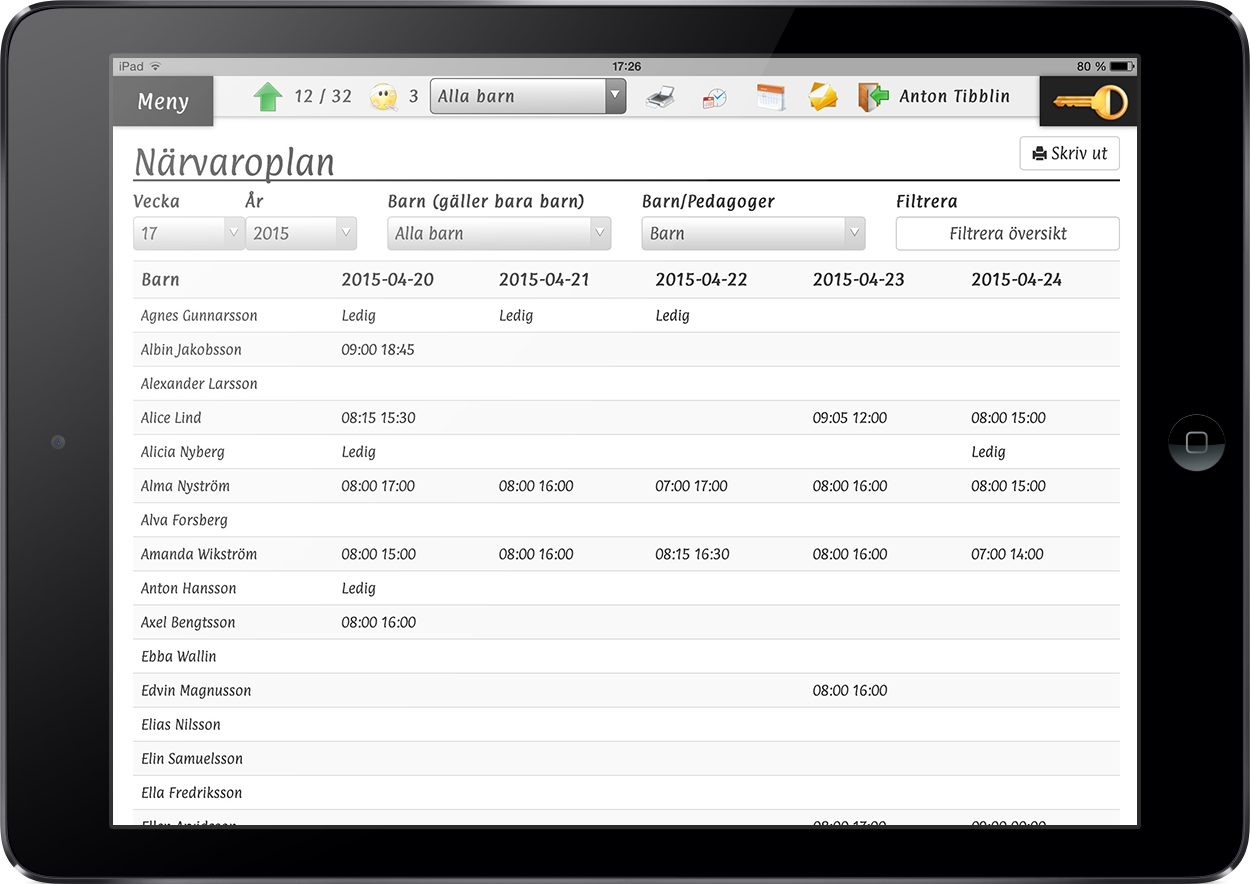 iPad 17:26 80 %
Meny 12 / 32 3 Alla barn Anton Tibblin
Närvaroplan Skriv ut
Vecka År Barn (gäller bara barn) Barn/Pedagoger Filtrera
17 2015 Alla barn Barn Filtrera översikt
Barn 2015-04-20 2015-04-21 2015-04-22 2015-04-23 2015-04-24
Agnes Gunnarsson Ledig Ledig Ledig
Albin Jakobsson 09:00 18:45
Alexander Larsson
Alice Lind 08:15 15:30 09:05 12:00 08:00 15:00
Alicia Nyberg Ledig Ledig
Alma Nyström 08:00 17:00 08:00 16:00 07:00 17:00 08:00 16:00 08:00 15:00
Alva Forsberg
Amanda Wikström 08:00 15:00 08:00 16:00 08:15 16:30 08:00 16:00 07:00 14:00
Anton Hansson Ledig
Axel Bengtsson 08:00 16:00
Ebba Wallin
Edvin Magnusson 08:00 16:00
Elias Nilsson
Elin Samuelsson
Ella Fredriksson